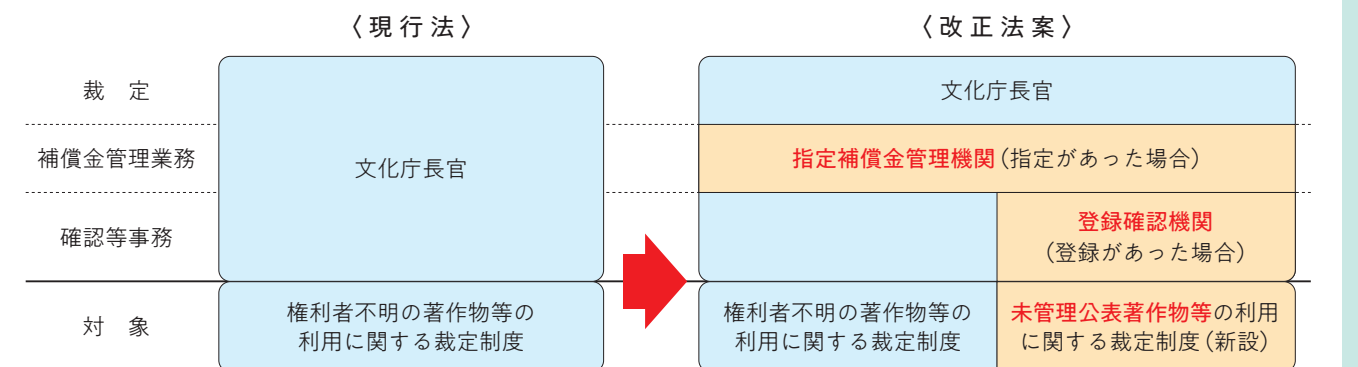 〈現行法〉
〈改正法案〉
裁 定
文化庁長官
補償金管理業務
文化庁長官
指定補償金管理機関(指定があった場合)
確認等事務
登録確認機関
(登録があった場合)
対 象
権利者不明の著作物等の
利用に関する裁定制度
権利者不明の著作物等の
利用に関する裁定制度
未管理公表著作物等の利用
に関する裁定制度(新設)